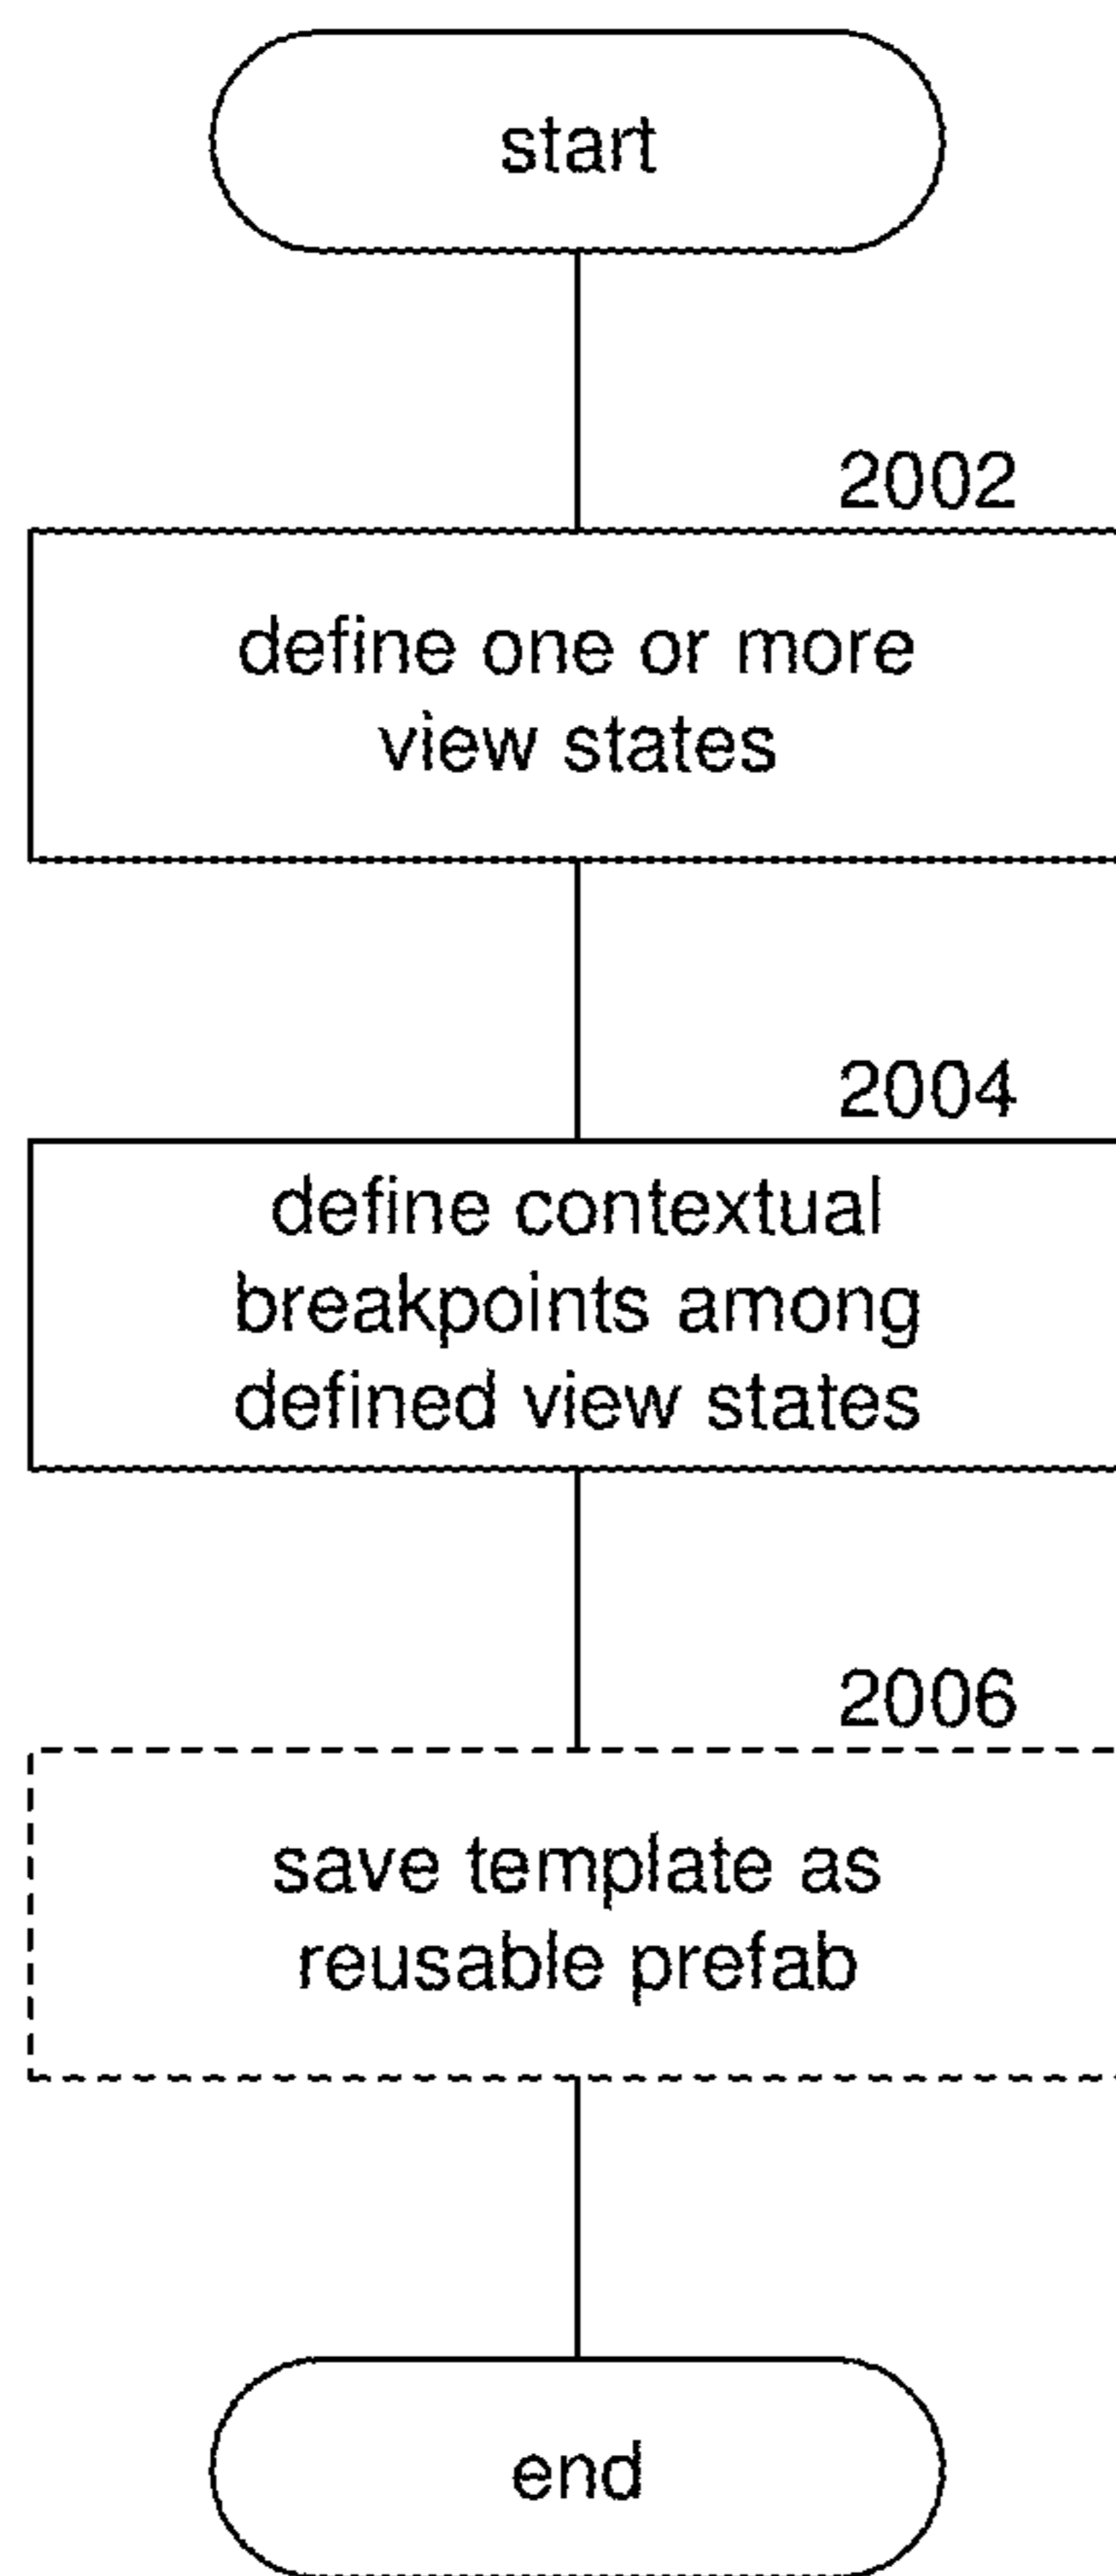 start
2002
define one or more
view states
2004
define contextual
breakpoints among
defined view states
2006
save template as
reusable prefab
end